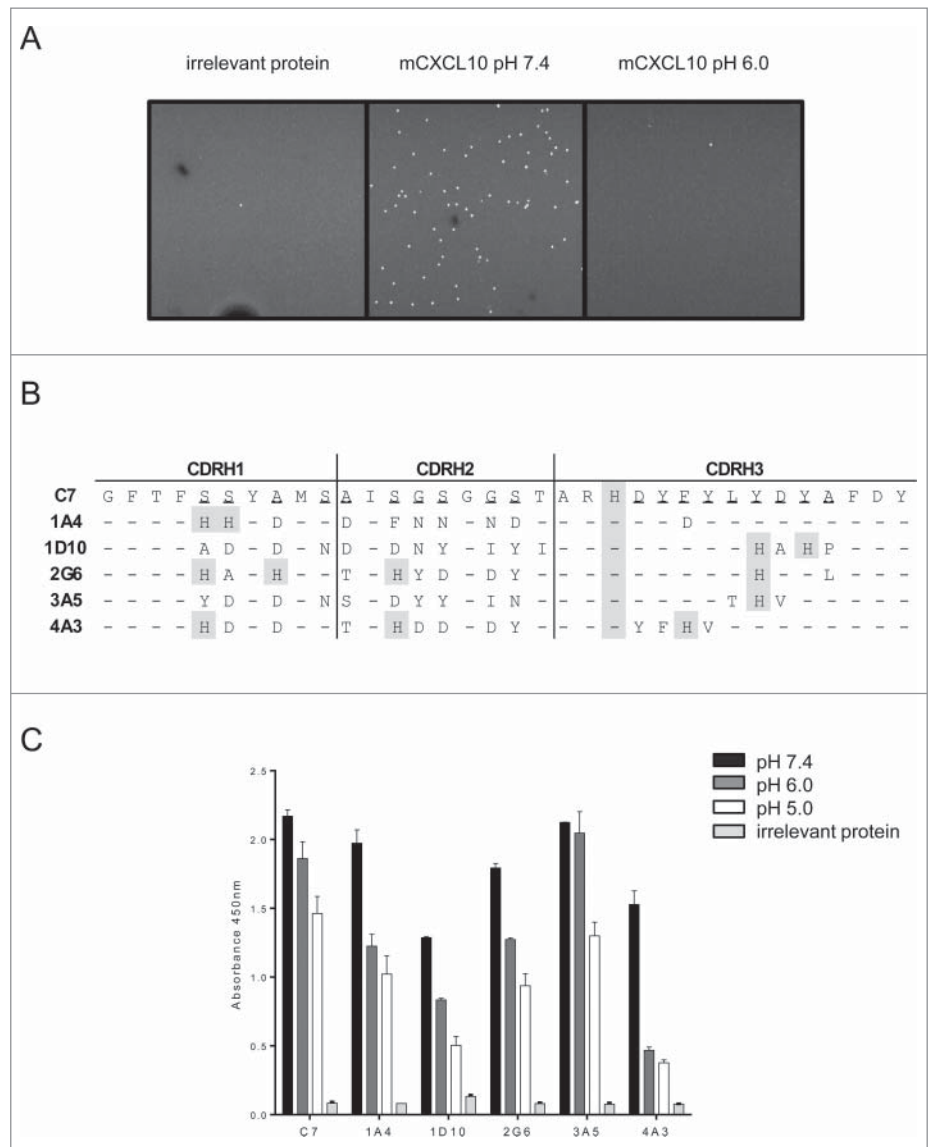 A
irrelevant protein mCXCL10 pH 7.4 mCXCL10 pH 6.0
B
CDRH1 CDRH2 CDRH3
C7 G F T F S S Y A M S A I S G S G G S T A R H D Y E Y L Y D Y A F D Y
1A4 - - - - H H - D - - D - F N N - N D - - - - - - D - - - - - - - - -
1D10 - - - - A D - D - N D - D N Y - I Y I - - - - - - - - H A H P - - -
2G6 - - - - H A - H - - T - H Y D - D Y - - - - - - - - - H - - L - - -
3A5 - - - - Y D - D - N S - D Y Y - I N - - - - - - - - T H V - - - - -
4A3 - - - - H D - D - - T - H D D - D Y - - - - Y F H V - - - - - - - -
C
pH 7.4
pH 6.0
pH 5.0
irrelevant protein
Absorbance 450nm
2.5
2.0
1.5
1.0
0.5
0.0
C7 1A4 1D10 2G6 3A5 4A3